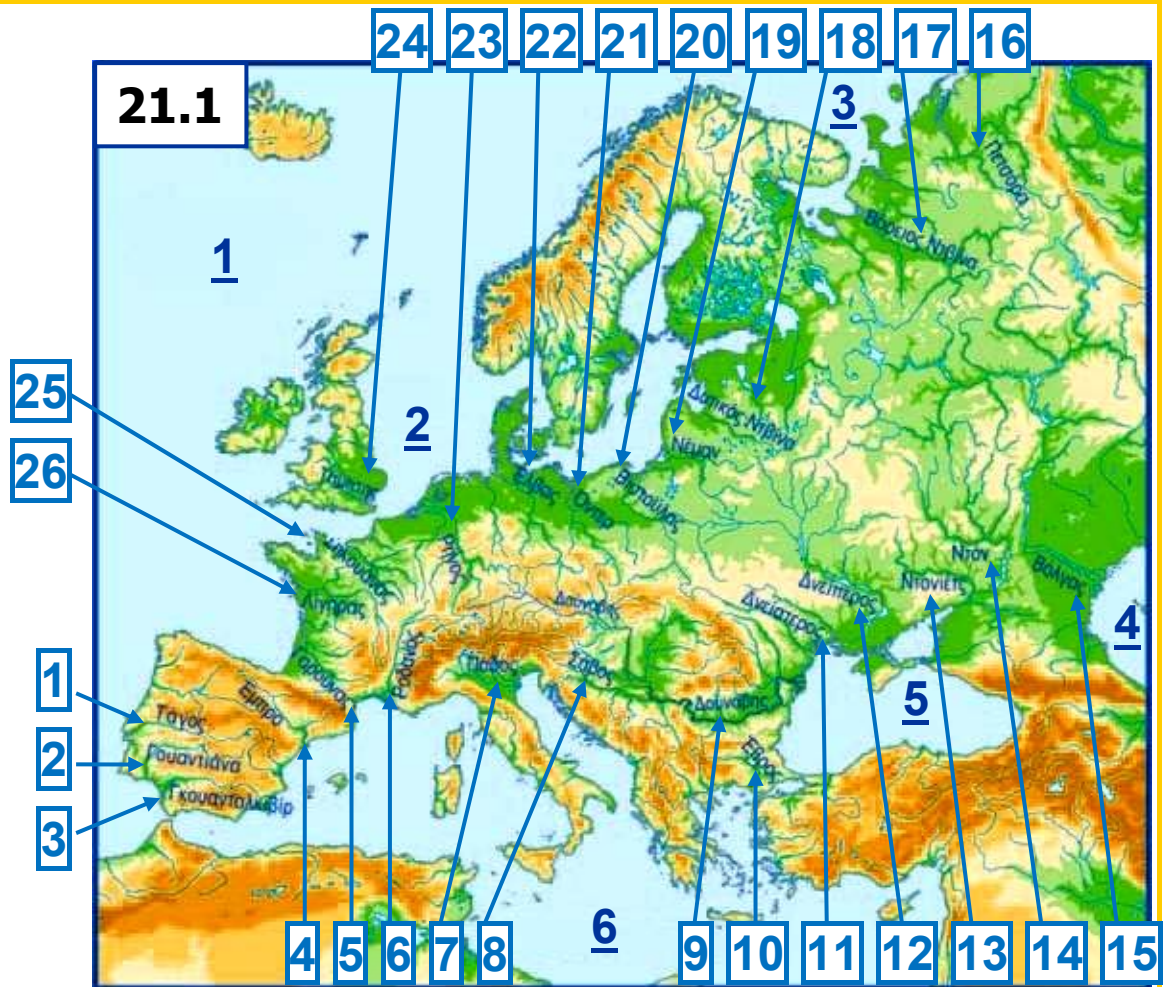 24 23 22 21 20 19 18 17 16
21.1
3
Πετσόρα
Βόρειος Ντβίνα
1
25
2
26
Δυτικός Ντβίνα
Νέμαν
Τάμεσης
Έλβας
Όντερ
Βιστούλας
Ρήνος
Σηκουάνας
Ντον
Ντονιέτς
Βόλγας
Δνείπερος
Δνείστερος
Λίγηρας
Δούναβης
4
1
Γαρούνας
Ροδανός
Πάδος
Σάβος
5
Έμπρο
Τάγος
Δούναβης
2
Γουαντιάνα
Έβρος
3
Γκουανταλκιβίρ
6
4 5 6 7 8 9 10 11 12 13 14 15